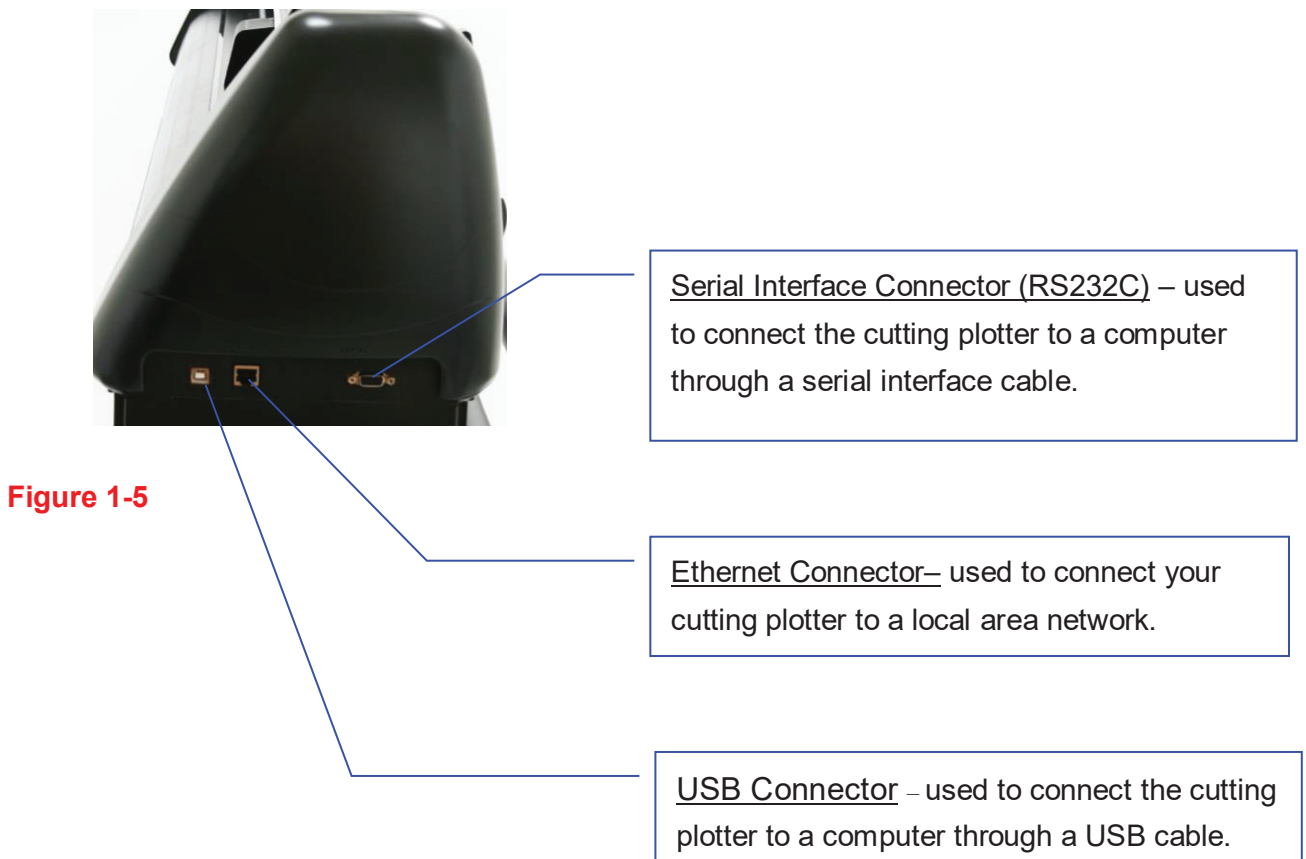 Serial Interface Connector (RS232C) – used
to connect the cutting plotter to a computer
through a serial interface cable.
Figure 1-5
Ethernet Connector– used to connect your
cutting plotter to a local area network.
USB Connector – used to connect the cutting
plotter to a computer through a USB cable.